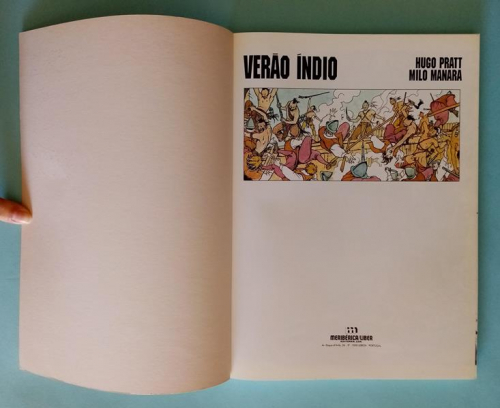 VERÃO ÍNDIO
HUGO PRATT
MILO MANARA
MERIBÉRICA/LIBER